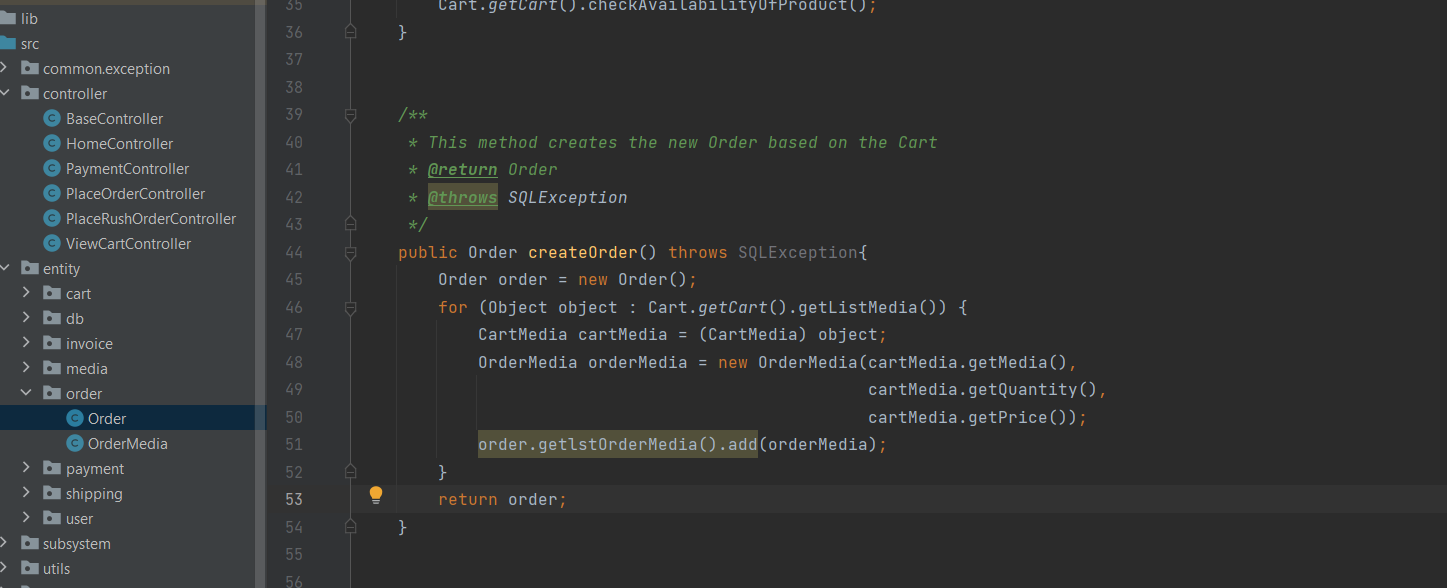 lib
src
common.exception
controller
BaseController
HomeController
PaymentController
PlaceOrderController
PlaceRushOrderController
ViewCartController
entity
cart
db
invoice
media
order
Order
OrderMedia
payment
shipping
user
subsystem
utils
35 Cart.getCart().checkAvailabilityOfProduct();
36 }
37
38
39 /**
40 * This method creates the new Order based on the Cart
41 * @return Order
42 * @throws SQLException
43 */
44 public Order createOrder() throws SQLException{
45 Order order = new Order();
46 for (Object object : Cart.getCart().getListMedia()) {
47 CartMedia cartMedia = (CartMedia) object;
48 OrderMedia orderMedia = new OrderMedia(cartMedia.getMedia(),
49 cartMedia.getQuantity(),
50 cartMedia.getPrice());
51 order.getlstOrderMedia().add(orderMedia);
52 }
53 return order;
54 }
55
56